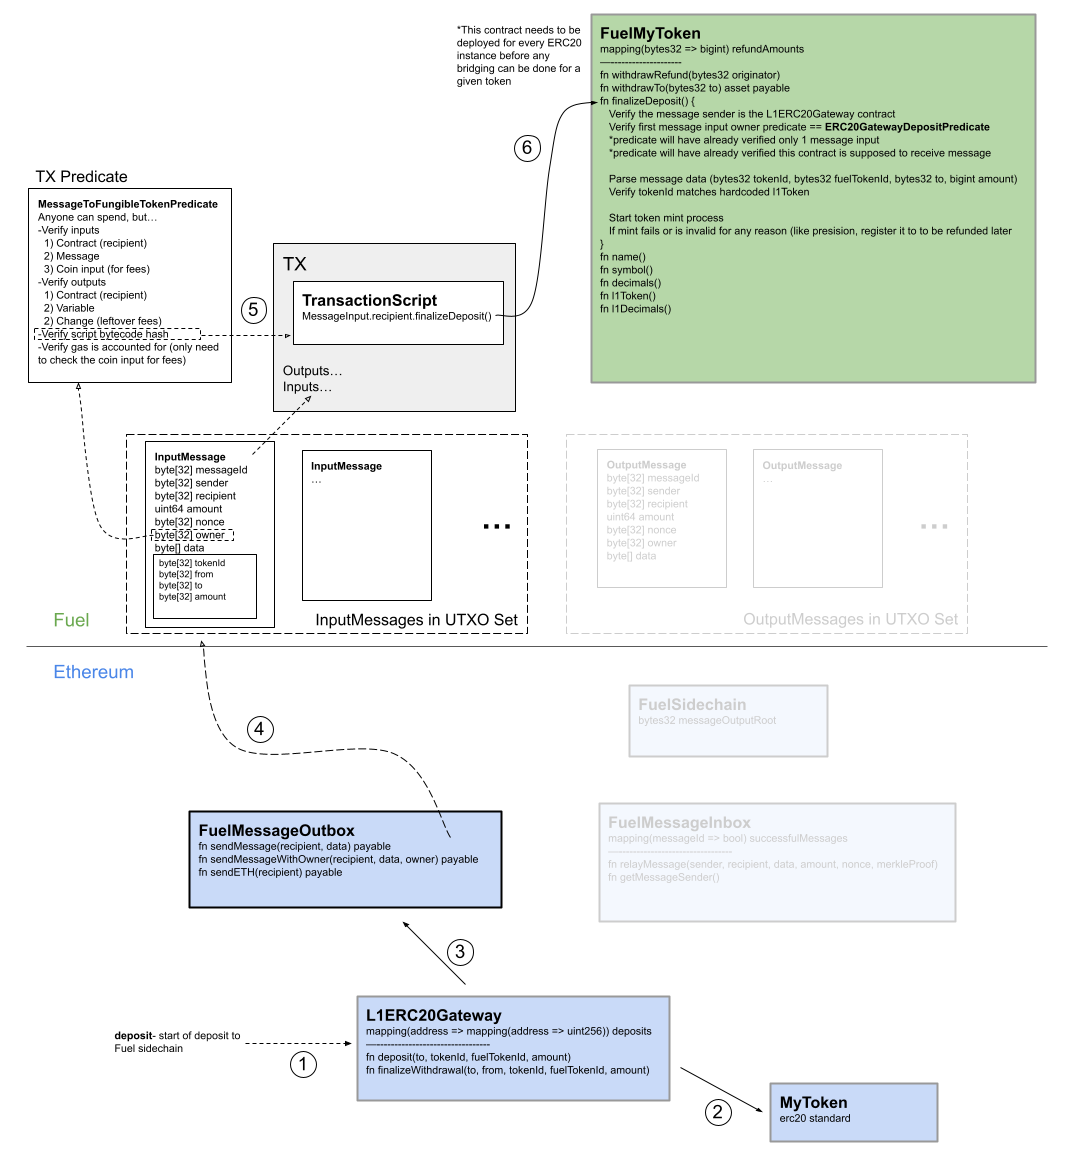 *This contract needs to be
deployed for every ERC20
instance before any
bridging can be done for a
given token
FuelMyToken
mapping(bytes32 => bigint) refundAmounts
-----------------------
fn withdrawRefund(bytes32 originator)
fn withdrawTo(bytes32 to) asset payable
fn finalizeDeposit() {
Verify the message sender is the L1ERC20Gateway contract
Verify first message input owner predicate == ERC20GatewayDepositPredicate
*predicate will have already verified only 1 message input
*predicate will have already verified this contract is supposed to receive message
Parse message data (bytes32 tokenId, bytes32 fuelTokenId, bytes32 to, bigint amount)
Verify tokenId matches hardcoded l1Token
Start token mint process
If mint fails or is invalid for any reason (like presision, register it to to be refunded later
}
fn name()
fn symbol()
fn decimals()
fn l1Token()
fn l1Decimals()
6
TX Predicate
MessageToFungibleTokenPredicate
Anyone can spend, but…
-Verify inputs
1) Contract (recipient)
2) Message
3) Coin input (for fees)
-Verify outputs
1) Contract (recipient)
2) Variable
2) Change (leftover fees)
-Verify script bytecode hash
-Verify gas is accounted for (only need
to check the coin input for fees)
5
TX
TransactionScript
MessageInput.recipient.finalizeDeposit()
Outputs…
Inputs…
InputMessage
byte[32] messageId
byte[32] sender
byte[32] recipient
uint64 amount
byte[32] nonce
byte[32] owner
byte[] data
byte[32] tokenId
byte[32] from
byte[32] to
byte[32] amount
InputMessage
…
...
InputMessages in UTXO Set
OutputMessage
byte[32] messageId
byte[32] sender
byte[32] recipient
uint64 amount
byte[32] nonce
byte[32] owner
byte[] data
OutputMessage
…
...
OutputMessages in UTXO Set
Fuel
Ethereum
4
FuelSidechain
bytes32 messageOutputRoot
FuelMessageOutbox
fn sendMessage(recipient, data) payable
fn sendMessageWithOwner(recipient, data, owner) payable
fn sendETH(recipient) payable
FuelMessageInbox
mapping(messageId => bool) successfulMessages
-----------------------------------
fn relayMessage(sender, recipient, data, amount, nonce, merkleProof)
fn getMessageSender()
3
L1ERC20Gateway
mapping(address => mapping(address => uint256)) deposits
-----------------------------------
fn deposit(to, tokenId, fuelTokenId, amount)
fn finalizeWithdrawal(to, from, tokenId, fuelTokenId, amount)
deposit- start of deposit to
Fuel sidechain
1
2
MyToken
erc20 standard